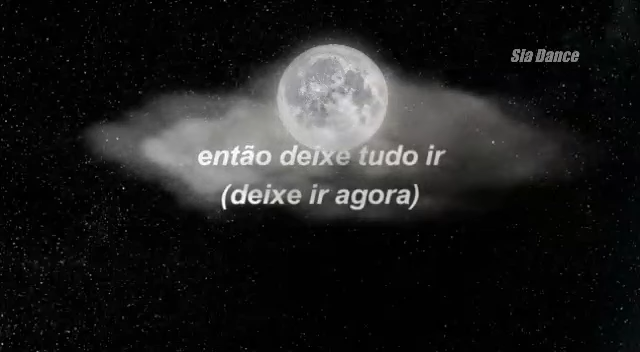 Sia Dance
então deixe tudo ir
(deixe ir agora)